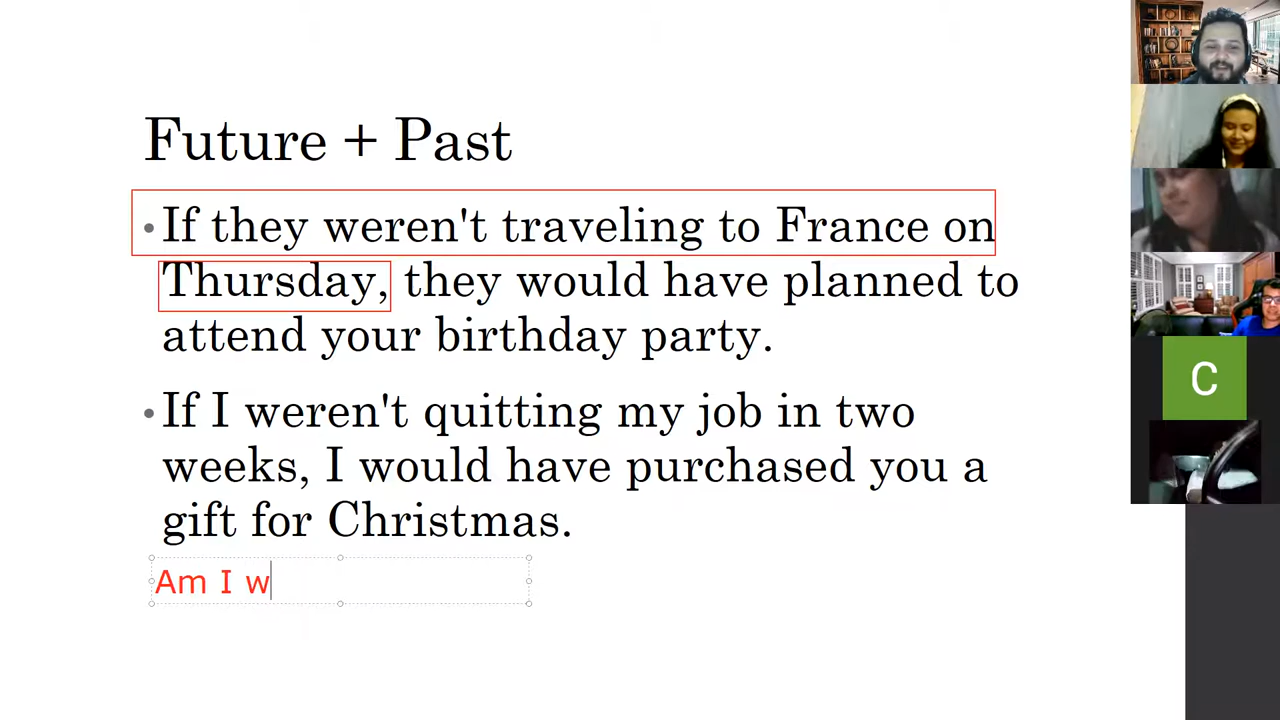 Future + Past
• If they weren't traveling to France on
Thursday, they would have planned to
attend your birthday party.
• If I weren't quitting my job in two
weeks, I would have purchased you a
gift for Christmas.
Am I w
C